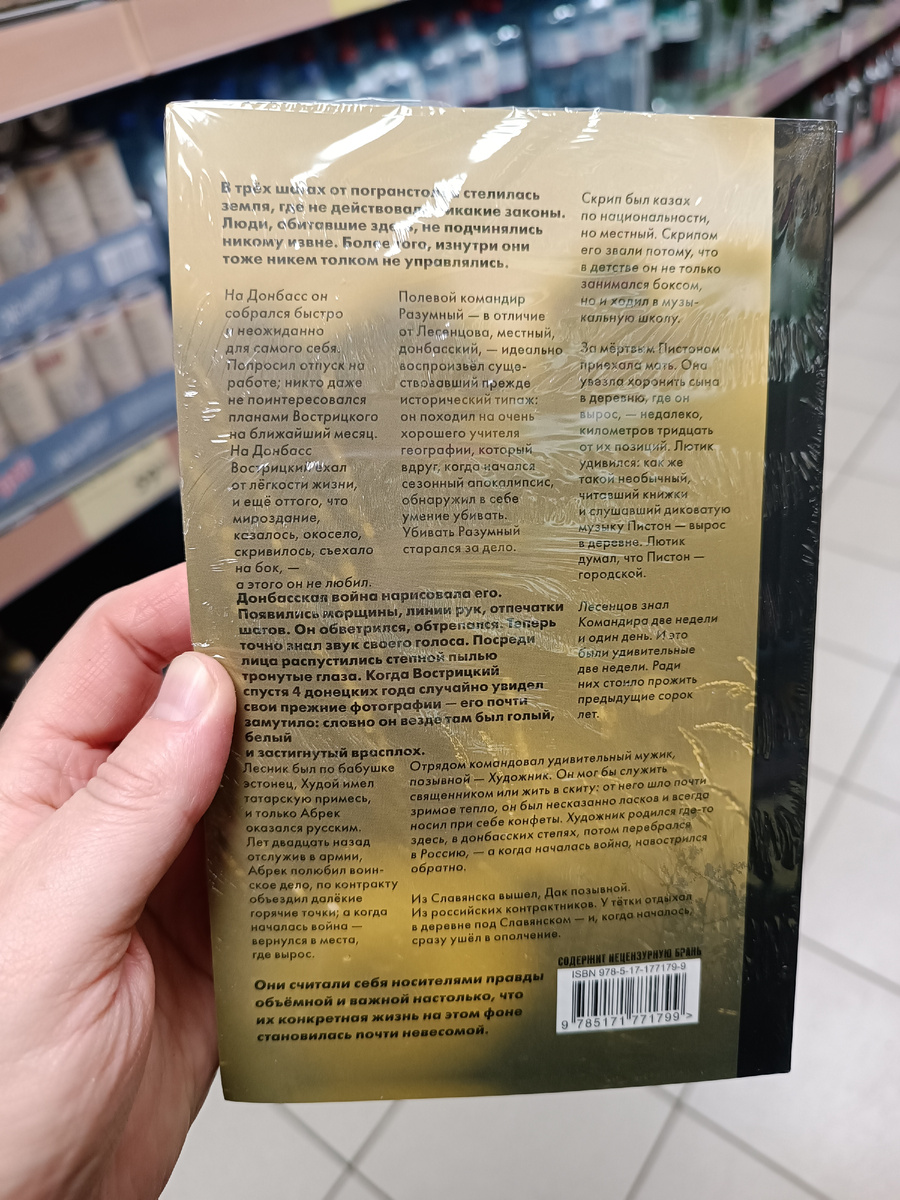 В трёх шагах от погранстолба стелилась
земля, где не действовали никакие законы.
Люди, обитавшие здесь, не подчинялись
никому извне. Более того, изнутри они
тоже никем толком не управлялись.
На Донбасс он
собрался быстро
и неожиданно
для самого себя.
Попросил отпуск на
работе; никто даже
не поинтересовался
планами Вострицкого
на ближайший месяц.
На Донбасс
Вострицкий ехал
от лёгкости жизни,
и ещё оттого, что
мироздание,
казалось, окосело,
скривилось, съехало
на бок, —
а этого он не любил.
Полевой командир
Разумный — в отличие
от Лесенцова, местный,
донбасский, — идеально
воспроизвёл суще-
ствовавший прежде
исторический типаж:
он походил на очень
хорошего учителя
географии, который
вдруг, когда начался
сезонный апокалипсис,
обнаружил в себе
умение убивать.
Убивать Разумный
старался за дело.
Скрип был казах
по национальности,
но местный. Скрипом
его звали потому, что
в детстве он не только
занимался боксом,
но и ходил в музы-
кальную школу.
За мёртвым Пистоном
приехала мать. Она
увезла хоронить сына
в деревню, где он
вырос, — недалеко,
километров тридцать
от их позиций. Лютик
удивился: как же
такой необычный,
читавший книжки
и слушавший диковатую
музыку Пистон — вырос
в деревне. Лютик
думал, что Пистон —
городской.
Донбасская война нарисовала его.
Появились морщины, линии рук, отпечатки
шагов. Он обветрился, обтрепался. Теперь
точно знал звук своего голоса. Посреди
лица распустились степной пылью
тронутые глаза. Когда Вострицкий
спустя 4 донецких года случайно увидел
свои прежние фотографии — его почти
замутило: словно он везде там был голый,
белый
и застигнутый врасплох.
Лесенцов знал
Командира две недели
и один день. И это
были удивительные
две недели. Ради
них стоило прожить
предыдущие сорок
лет.
Лесник был по бабушке
эстонец, Худой имел
татарскую примесь,
и только Абрек
оказался русским.
Лет двадцать назад
отслужив в армии,
Абрек полюбил воин-
ское дело, по контракту
объездил далёкие
горячие точки; а когда
началась война —
вернулся в места,
где вырос.
Отрядом командовал удивительный мужик,
позывной — Художник. Он мог бы служить
священником или жить в скиту: от него шло почти
зримое тепло, он был несказанно ласков и всегда
носил при себе конфеты. Художник родился где-то
здесь, в донбасских степях, потом перебрался
в Россию, — а когда началась война, навострился
обратно.
Из Славянска вышел, Дак позывной.
Из российских контрактников. У тётки отдыхал
в деревне под Славянском — и, когда началось,
сразу ушёл в ополчение.
Они считали себя носителями правды
объёмной и важной настолько, что
их конкретная жизнь на этом фоне
становилась почти невесомой.
СОДЕРЖИТ НЕЦЕНЗУРНУЮ БРАНЬ
ISBN 978-5-17-177179-9
9 785171 771799 >